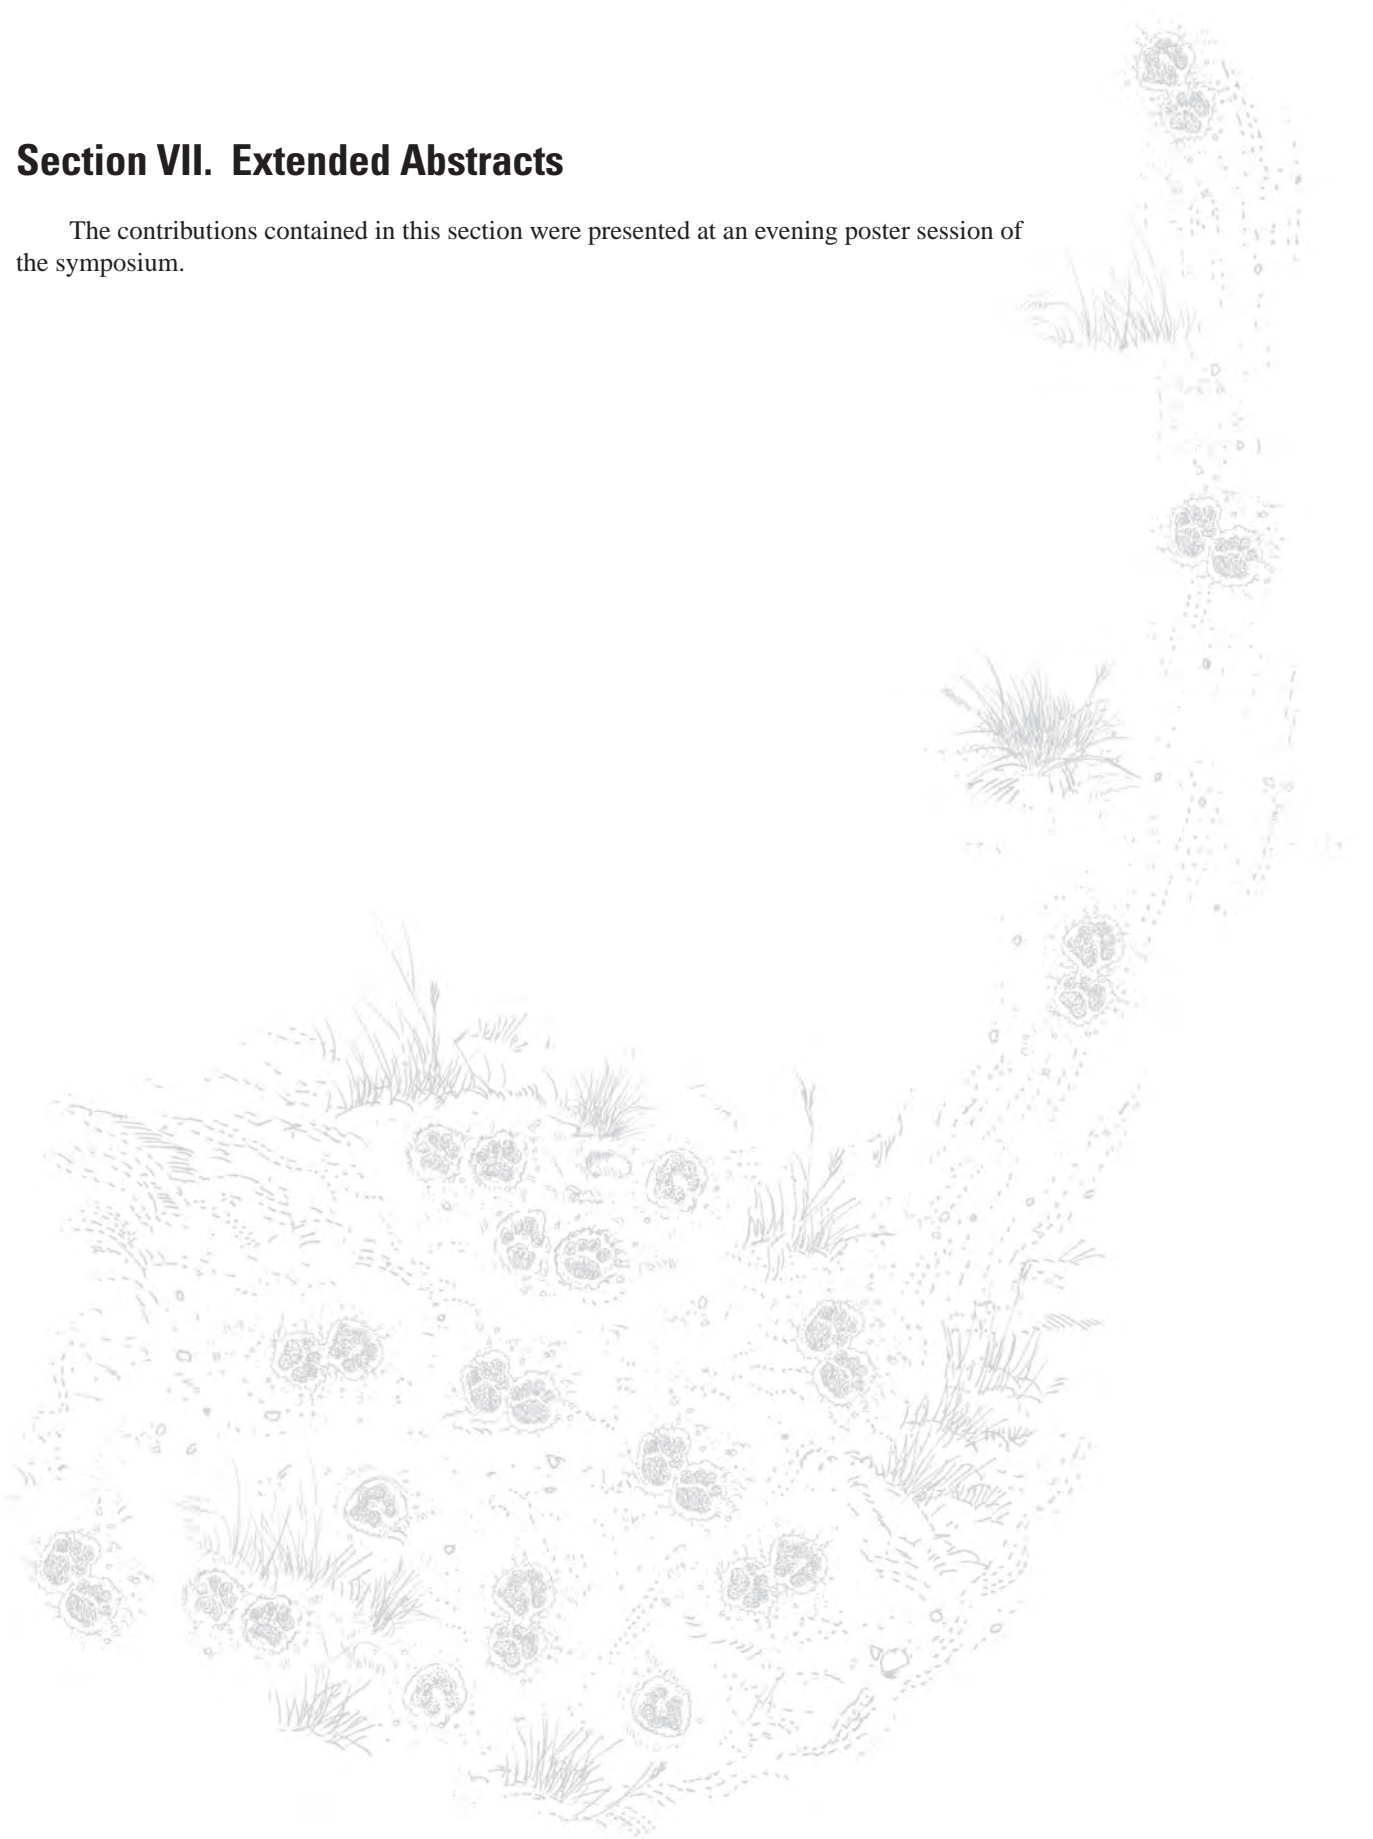 Section VII.  Extended Abstracts
The contributions contained in this section were presented at an evening poster session of
the symposium.